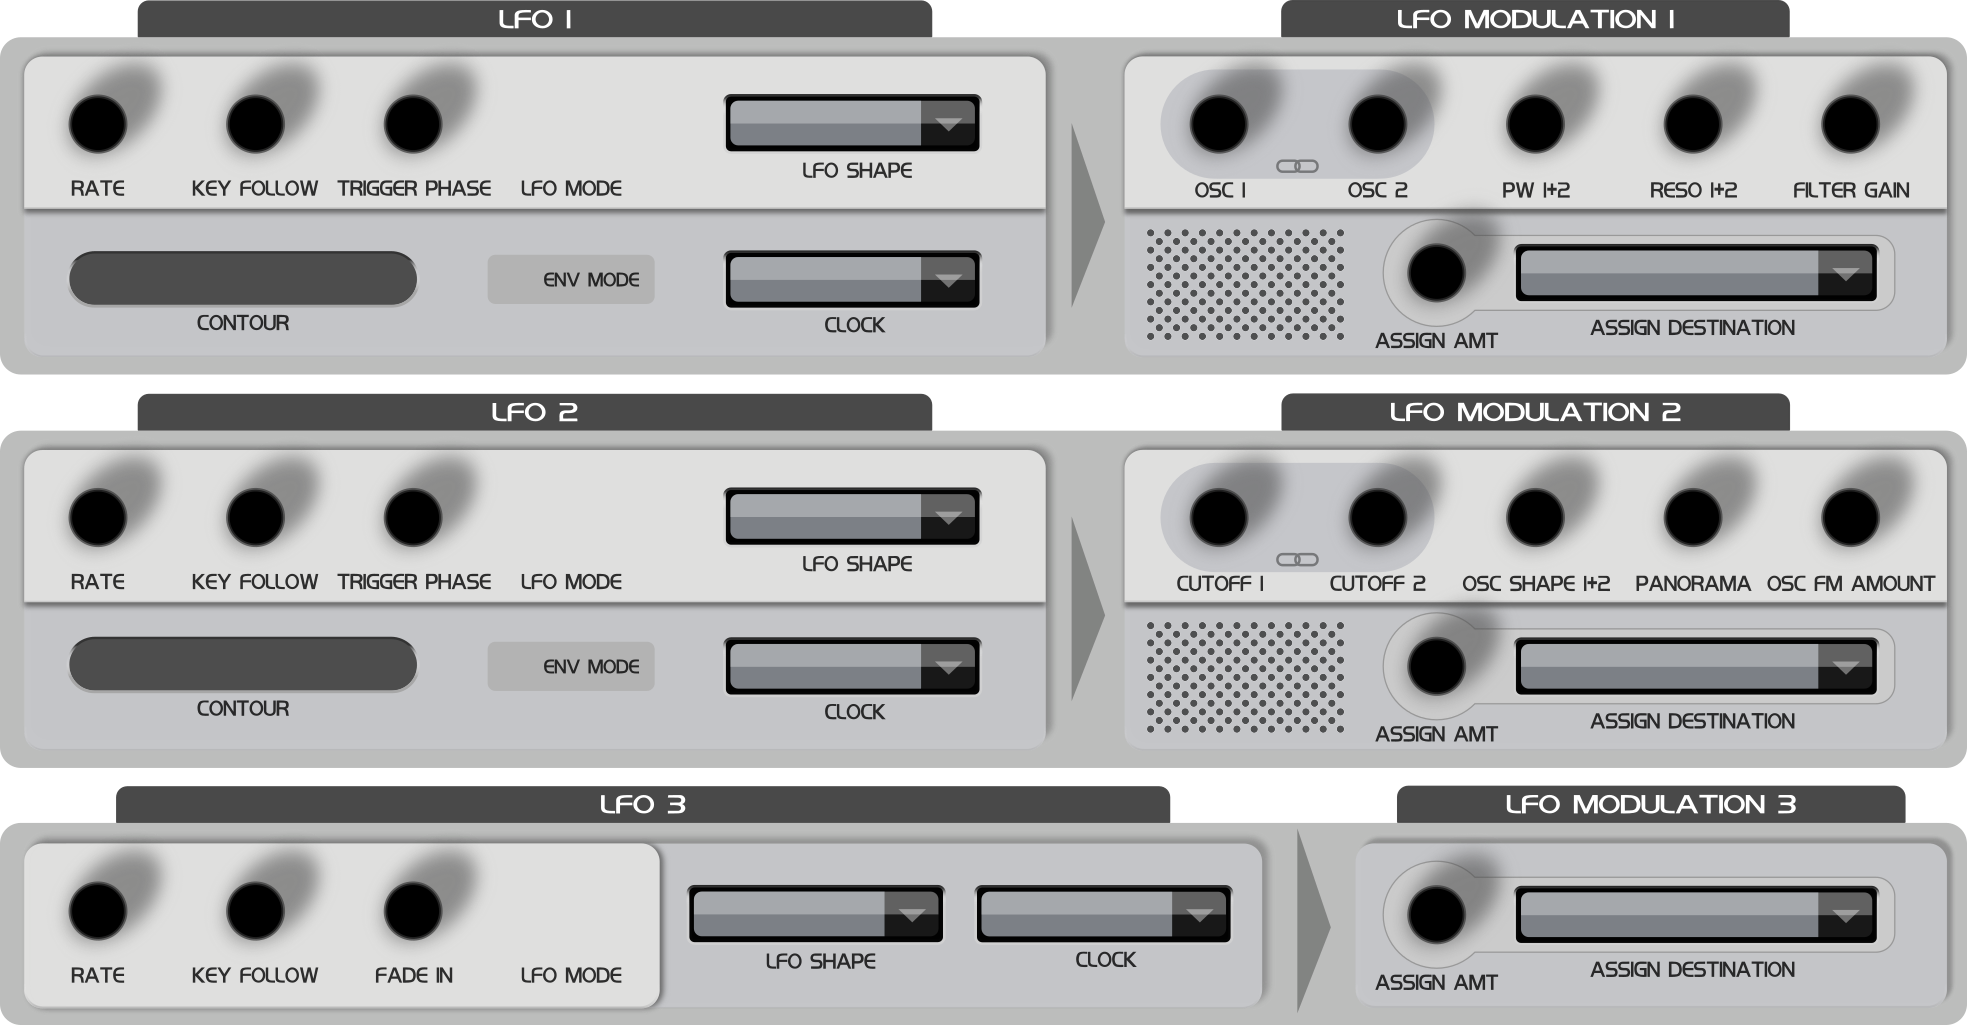 LFO 1
LFO MODULATION 1
RATE KEY FOLLOW TRIGGER PHASE LFO MODE LFO SHAPE
OSC 1 OSC 2 PW 1+2 RESO 1+2 FILTER GAIN
CONTOUR ENV MODE CLOCK
ASSIGN AMT ASSIGN DESTINATION
LFO 2
LFO MODULATION 2
RATE KEY FOLLOW TRIGGER PHASE LFO MODE LFO SHAPE
CUTOFF 1 CUTOFF 2 OSC SHAPE 1+2 PANORAMA OSC FM AMOUNT
CONTOUR ENV MODE CLOCK
ASSIGN AMT ASSIGN DESTINATION
LFO 3
LFO MODULATION 3
RATE KEY FOLLOW FADE IN LFO MODE LFO SHAPE CLOCK
ASSIGN AMT ASSIGN DESTINATION